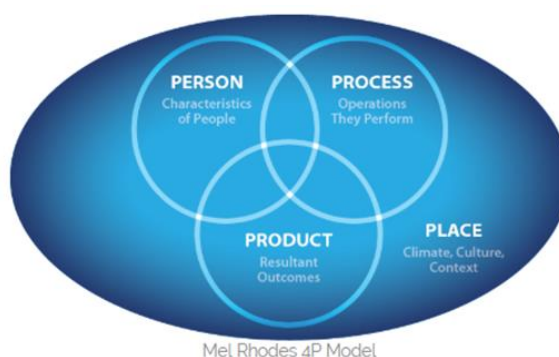 PERSON
Characteristics
of People
PROCESS
Operations
They Perform
PRODUCT
Resultant
Outcomes
PLACE
Climate, Culture,
Context
Mel Rhodes 4P Model